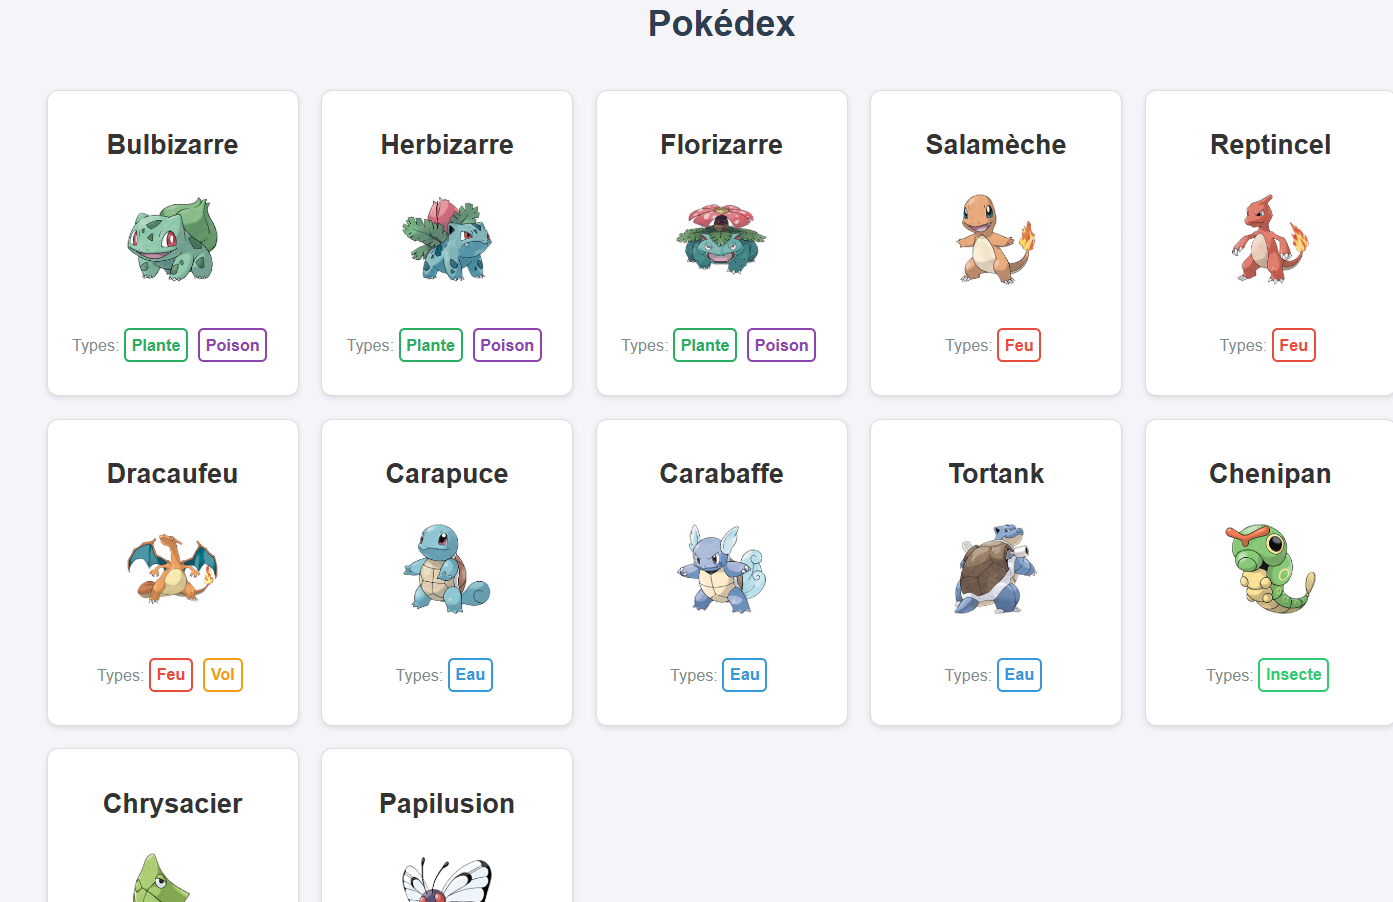 Pokédex
Bulbizarre
Herbizarre
Florizarre
Salamèche
Reptincel
Types: Plante Poison
Types: Plante Poison
Types: Plante Poison
Types: Feu
Types: Feu
Dracaufeu
Carapuce
Carabaffe
Tortank
Chenipan
Types: Feu Vol
Types: Eau
Types: Eau
Types: Eau
Types: Insecte
Chrysacier
Papilusion